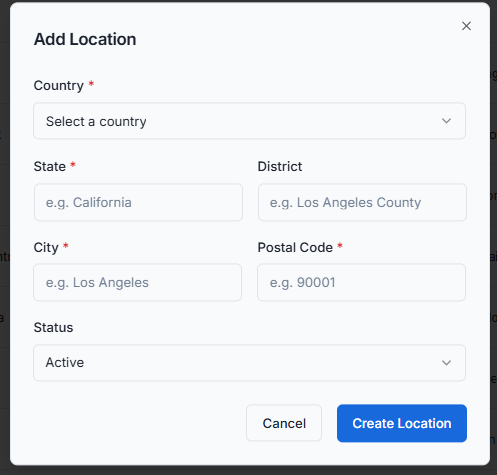 Add Location
Country *
Select a country
State * District
e.g. California e.g. Los Angeles County
City * Postal Code *
e.g. Los Angeles e.g. 90001
Status
Active
Cancel Create Location